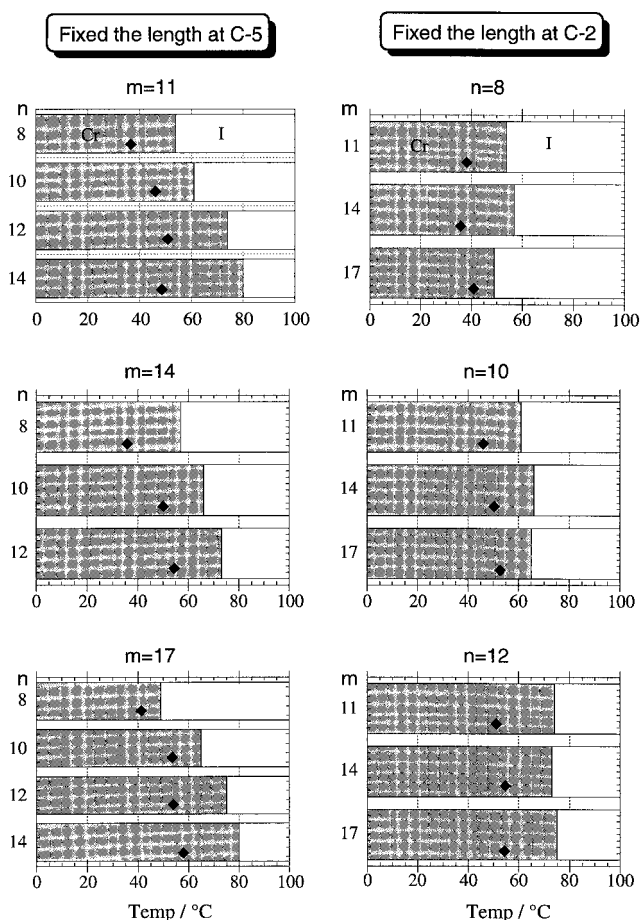 Fixed the length at C-5
Fixed the length at C-2
m=11
n
8
Cr
I
10
12
14
0 20 40 60 80 100
n=8
m
11
Cr
I
14
17
0 20 40 60 80 100
m=14
n
8
10
12
0 20 40 60 80 100
n=10
m
11
14
17
0 20 40 60 80 100
m=17
n
8
10
12
14
0 20 40 60 80 100
Temp / °C
n=12
m
11
14
17
0 20 40 60 80 100
Temp / °C